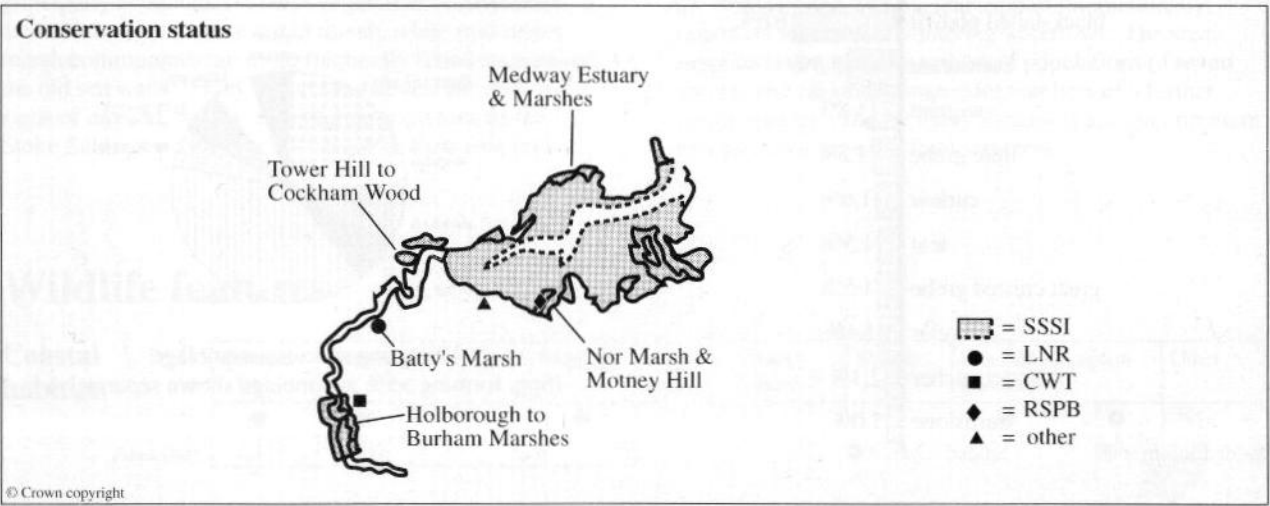 Conservation status
Medway Estuary
& Marshes
Tower Hill to
Cockham Wood
Batty's Marsh
Nor Marsh &
Motney Hill
Holborough to
Burham Marshes
= SSSI
= LNR
= CWT
= RSPB
= other
© Crown copyright